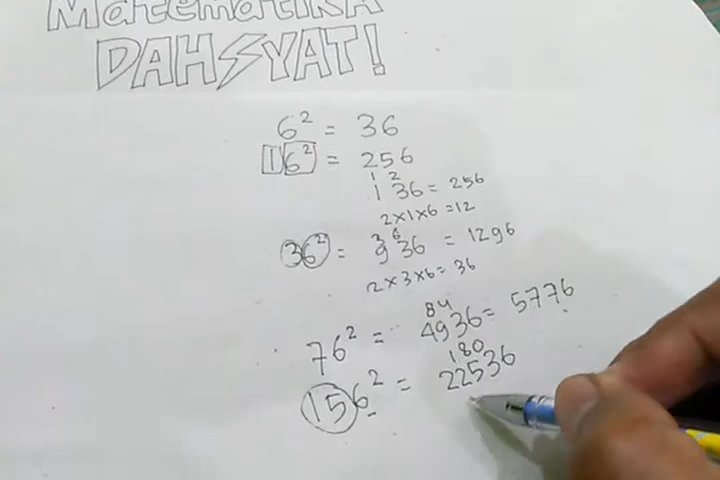 MatematikA
DAHSYAT!
6² = 36
16² = 256
1 2
1 36 = 256
2×1×6 = 12
3 6
36² = 9 36 = 1296
2×3×6 = 36
84
76² = 4936 = 5776
180
156² = 22536